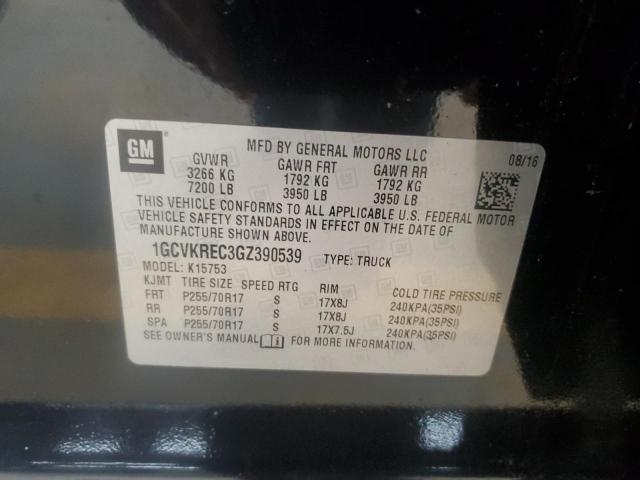 GM
MFD BY GENERAL MOTORS LLC
08/16
GVWR GAWR FRT GAWR RR
3266 KG 1792 KG 1792 KG
7200 LB 3950 LB 3950 LB
THIS VEHICLE CONFORMS TO ALL APPLICABLE U.S. FEDERAL MOTOR
VEHICLE SAFETY STANDARDS IN EFFECT ON THE DATE OF
MANUFACTURE SHOWN ABOVE.
1GCVKREC3GZ390539 TYPE: TRUCK
MODEL: K15753
KJMT TIRE SIZE SPEED RTG RIM COLD TIRE PRESSURE
FRT P255/70R17 S 17X8J 240KPA(35PSI)
RR P255/70R17 S 17X8J 240KPA(35PSI)
SPA P255/70R17 S 17X7.5J 240KPA(35PSI)
SEE OWNER'S MANUAL FOR MORE INFORMATION.